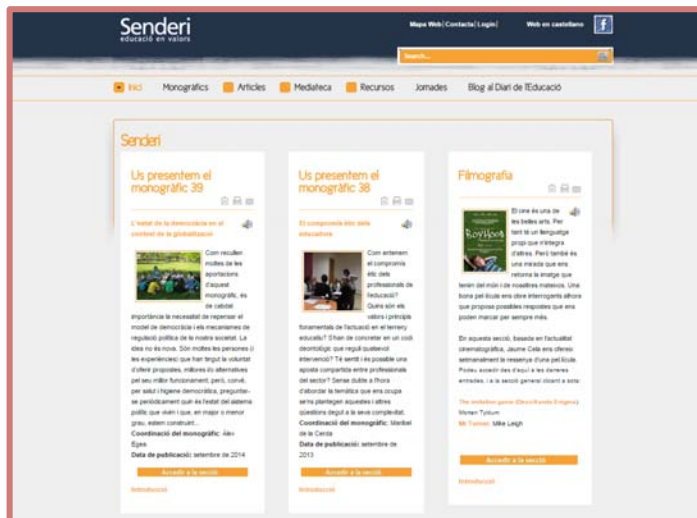 Senderi
educació en valors
Mapa Web| Contacta| Login|
Web en castellano
f
Search...
Inici Monogràfics Articles Mediateca Recursos Jornades Blog al Diari de l'Educació
Senderi
Us presentem el
monogràfic 39
L'estat de la democràcia en el
context de la globalització
Com recullen
moltes de les
aportacions
d'aquest
monogràfic, és
de cabdal
importància la necessitat de repensar el
model de democràcia i els mecanismes de
regulació política de la nostra societat. La
idea no és nova. Són moltes les persones (i
les experiències) que han tingut la voluntat
d'oferir propostes, millores i/o alternatives
pel seu millor funcionament, però, convé,
per salut i higiene democràtica, preguntar-
se periòdicament quin és l'estat del sistema
polític que vivim i que, en major o menor
grau, estem construint...
Coordinació del monogràfic: Àlex
Egea
Data de publicació: setembre de 2014
Accedir a la secció
Introducció
Us presentem el
monogràfic 38
El compromís ètic dels
educadors
Com entenem
el compromís
ètic dels
professionals de
l'educació?
Quins són els
valors i principis
fonamentals de l'actuació en el terreny
educatiu? S'han de concretar en un codi
deontològic que reguli qualsevol
intervenció? Té sentit i és possible una
aposta compartida entre professionals
del sector? Sense dubte a l'hora
d'abordar la temàtica que ens ocupa
se'ns plantegen aquestes i altres
qüestions degut a la seva complexitat.
Coordinació del monogràfic: Maribel
de la Cerda
Data de publicació: setembre de
2013
Accedir a la secció
Introducció
Filmografia
BOYHOOD
El cine és una de
les belles arts. Per
tant té un llenguatge
propi que n'integra
d'altres. Però també és
una mirada que ens
retorna la imatge que
tenim del món i de nosaltres mateixos. Una
bona pel·lícula ens obre interrogants alhora
que proposa possibles respostes que ens
poden marcar per sempre més.
En aquesta secció, basada en l'actualitat
cinematogràfica, Jaume Cela ens ofereix
setmanalment la ressenya d'una pel·lícula.
Podeu accedir des d'aquí a les darreres
entrades, i a la secció general clicant a sota:
The imitation game (Descifrando Enigma),
Morten Tyldum
Mr Turner, Mike Leigh
Accedir a la secció